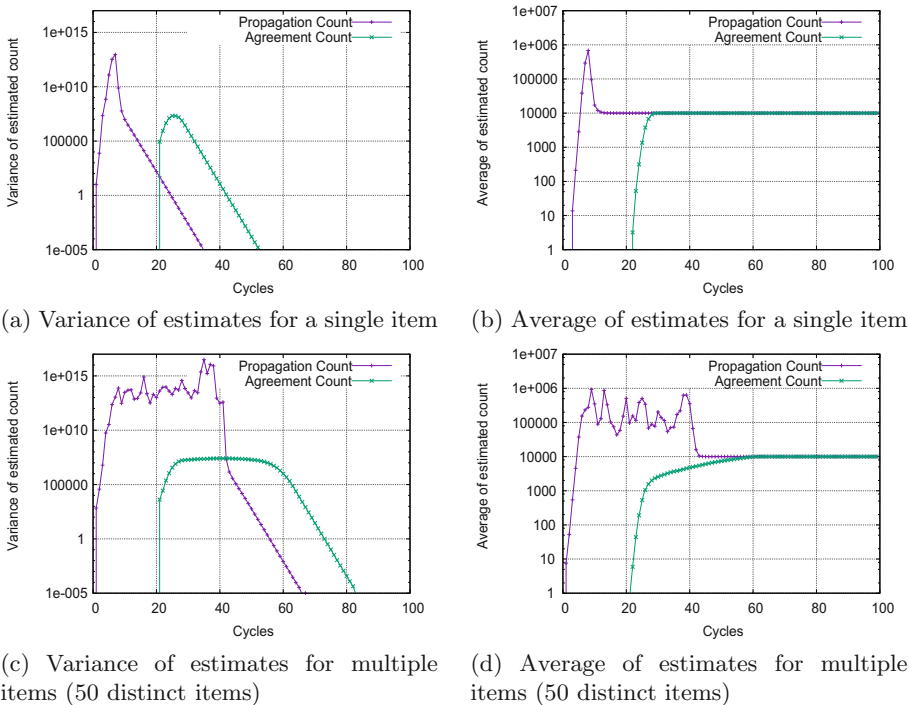 1e+015
1e+010
100000
1
1e-005
0 20 40 60 80 100
Cycles
Variance of estimated count
Propagation Count
Agreement Count
1e+007
1e+006
100000
10000
1000
100
10
1
0 20 40 60 80 100
Cycles
Average of estimated count
Propagation Count
Agreement Count
(a) Variance of estimates for a single item
(b) Average of estimates for a single item
1e+015
1e+010
100000
1
1e-005
0 20 40 60 80 100
Cycles
Variance of estimated count
Propagation Count
Agreement Count
1e+007
1e+006
100000
10000
1000
100
10
1
0 20 40 60 80 100
Cycles
Average of estimated count
Propagation Count
Agreement Count
(c) Variance of estimates for multiple
items (50 distinct items)
(d) Average of estimates for multiple
items (50 distinct items)